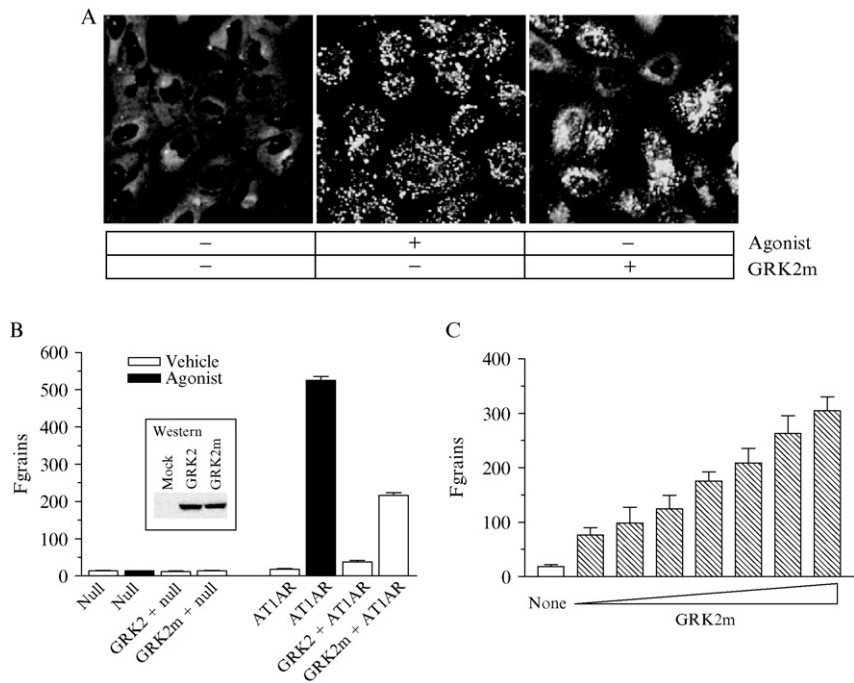 A
− + − Agonist
− − + GRK2m
B
600
500
400
300
200
100
0
Fgrains
Vehicle
Agonist
Western
Mock
GRK2
GRK2m
Null
Null
GRK2 + null
GRK2m + null
AT1AR
AT1AR
GRK2 + AT1AR
GRK2m + AT1AR
C
400
300
200
100
0
Fgrains
None
GRK2m